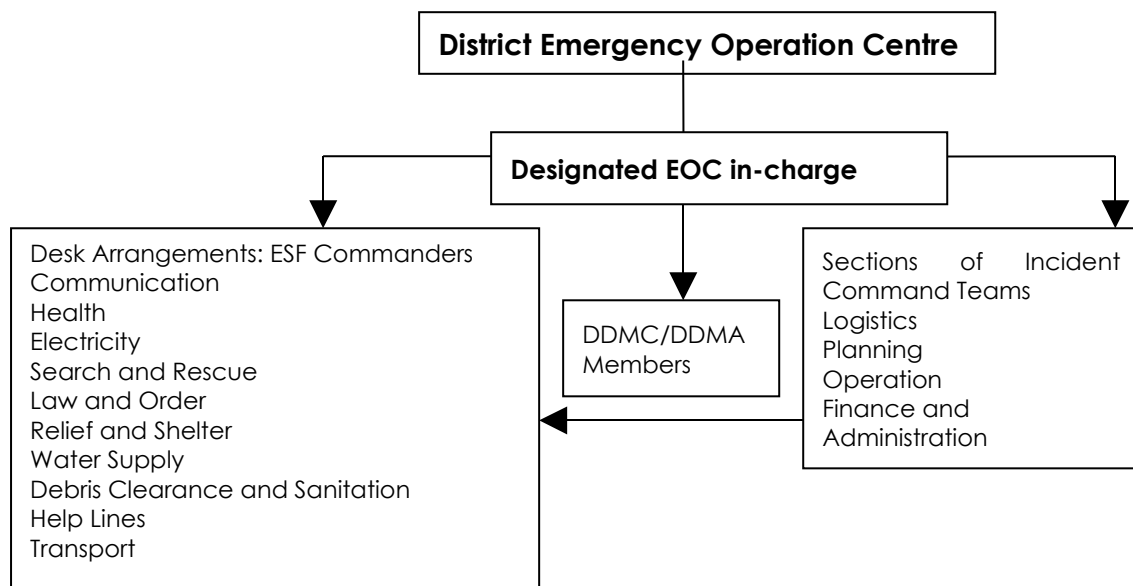 District Emergency Operation Centre
Designated EOC in-charge
Desk Arrangements: ESF Commanders
Communication
Health
Electricity
Search and Rescue
Law and Order
Relief and Shelter
Water Supply
Debris Clearance and Sanitation
Help Lines
Transport
DDMC/DDMA
Members
Sections of Incident
Command Teams
Logistics
Planning
Operation
Finance and
Administration